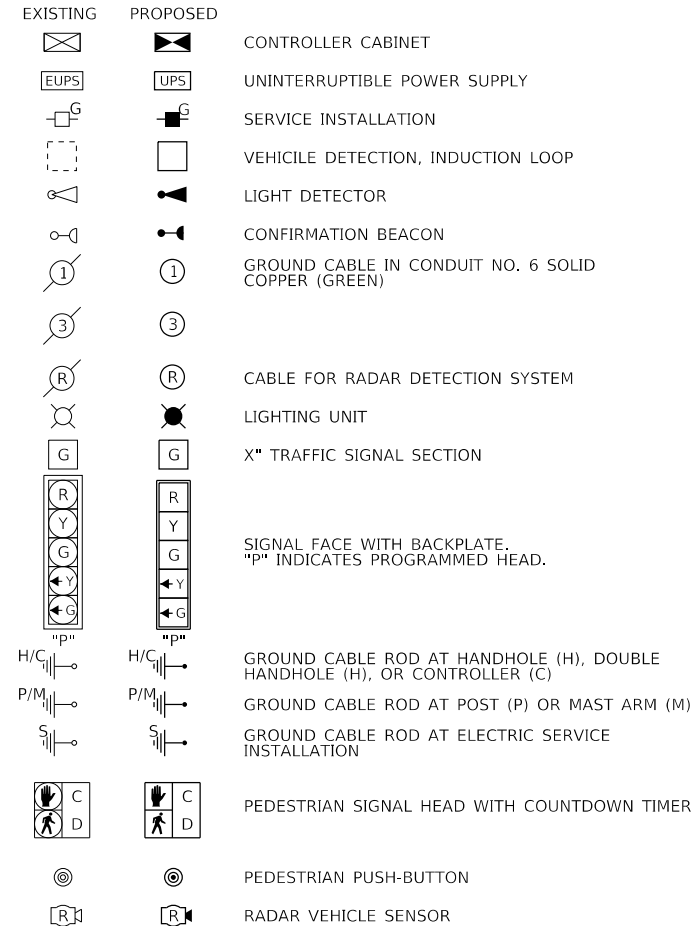 EXISTING PROPOSED
CONTROLLER CABINET
EUPS UPS UNINTERRUPTIBLE POWER SUPPLY
G G SERVICE INSTALLATION
VEHICILE DETECTION, INDUCTION LOOP
LIGHT DETECTOR
CONFIRMATION BEACON
1 1 GROUND CABLE IN CONDUIT NO. 6 SOLID
COPPER (GREEN)
3 3
R R CABLE FOR RADAR DETECTION SYSTEM
LIGHTING UNIT
G G X" TRAFFIC SIGNAL SECTION
R R
Y Y
G G SIGNAL FACE WITH BACKPLATE.
"P" INDICATES PROGRAMMED HEAD.
Y Y
G G
"P" "P"
H/C H/C GROUND CABLE ROD AT HANDHOLE (H), DOUBLE
HANDHOLE (H), OR CONTROLLER (C)
P/M P/M GROUND CABLE ROD AT POST (P) OR MAST ARM (M)
S S GROUND CABLE ROD AT ELECTRIC SERVICE
INSTALLATION
C C
D D PEDESTRIAN SIGNAL HEAD WITH COUNTDOWN TIMER
PEDESTRIAN PUSH-BUTTON
R R RADAR VEHICLE SENSOR